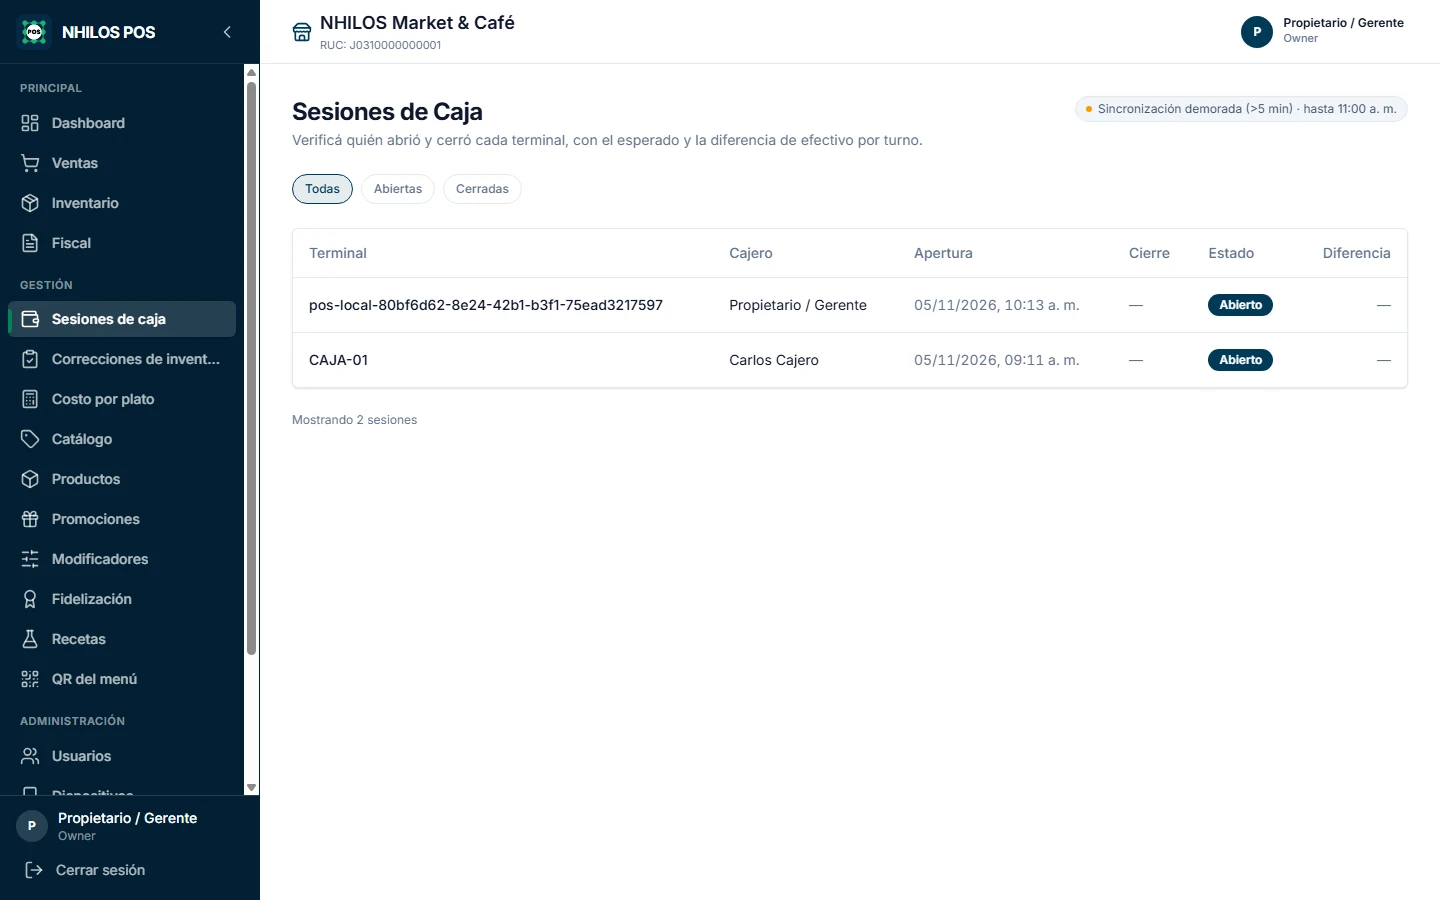 POS
NHILOS POS
NHILOS Market & Café
RUC: J0310000000001
P
Propietario / Gerente
Owner
PRINCIPAL
Dashboard
Ventas
Inventario
Fiscal
GESTIÓN
Sesiones de caja
Correcciones de invent...
Costo por plato
Catálogo
Productos
Promociones
Modificadores
Fidelización
Recetas
QR del menú
ADMINISTRACIÓN
Usuarios
Dispositivos
P
Propietario / Gerente
Owner
Cerrar sesión
Sesiones de Caja
Sincronización demorada (>5 min) · hasta 11:00 a. m.
Verificá quién abrió y cerró cada terminal, con el esperado y la diferencia de efectivo por turno.
Todas Abiertas Cerradas
Terminal Cajero Apertura Cierre Estado Diferencia
pos-local-80bf6d62-8e24-42b1-b3f1-75ead3217597 Propietario / Gerente 05/11/2026, 10:13 a. m. — Abierto —
CAJA-01 Carlos Cajero 05/11/2026, 09:11 a. m. — Abierto —
Mostrando 2 sesiones